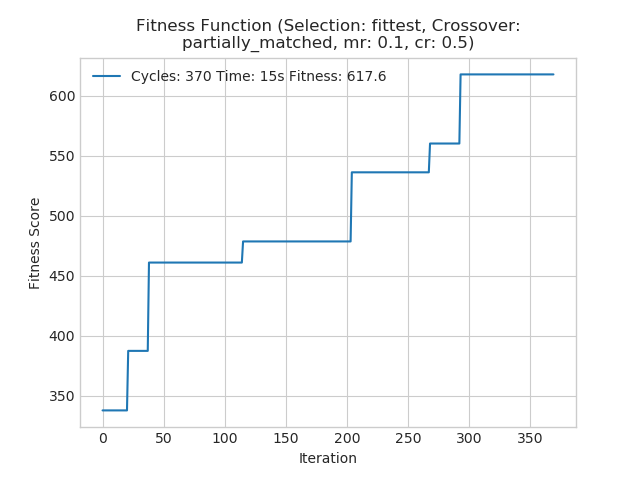 Fitness Function (Selection: fittest, Crossover:
partially_matched, mr: 0.1, cr: 0.5)
Cycles: 370 Time: 15s Fitness: 617.6
Fitness Score
600
550
500
450
400
350
0 50 100 150 200 250 300 350
Iteration